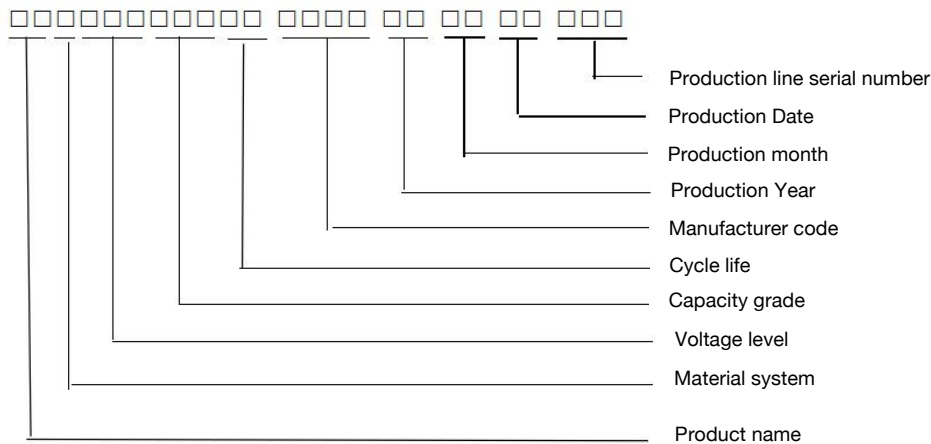 □□□□□□□□□□□ □□□□ □□ □□ □□ □□□
Production line serial number
Production Date
Production month
Production Year
Manufacturer code
Cycle life
Capacity grade
Voltage level
Material system
Product name